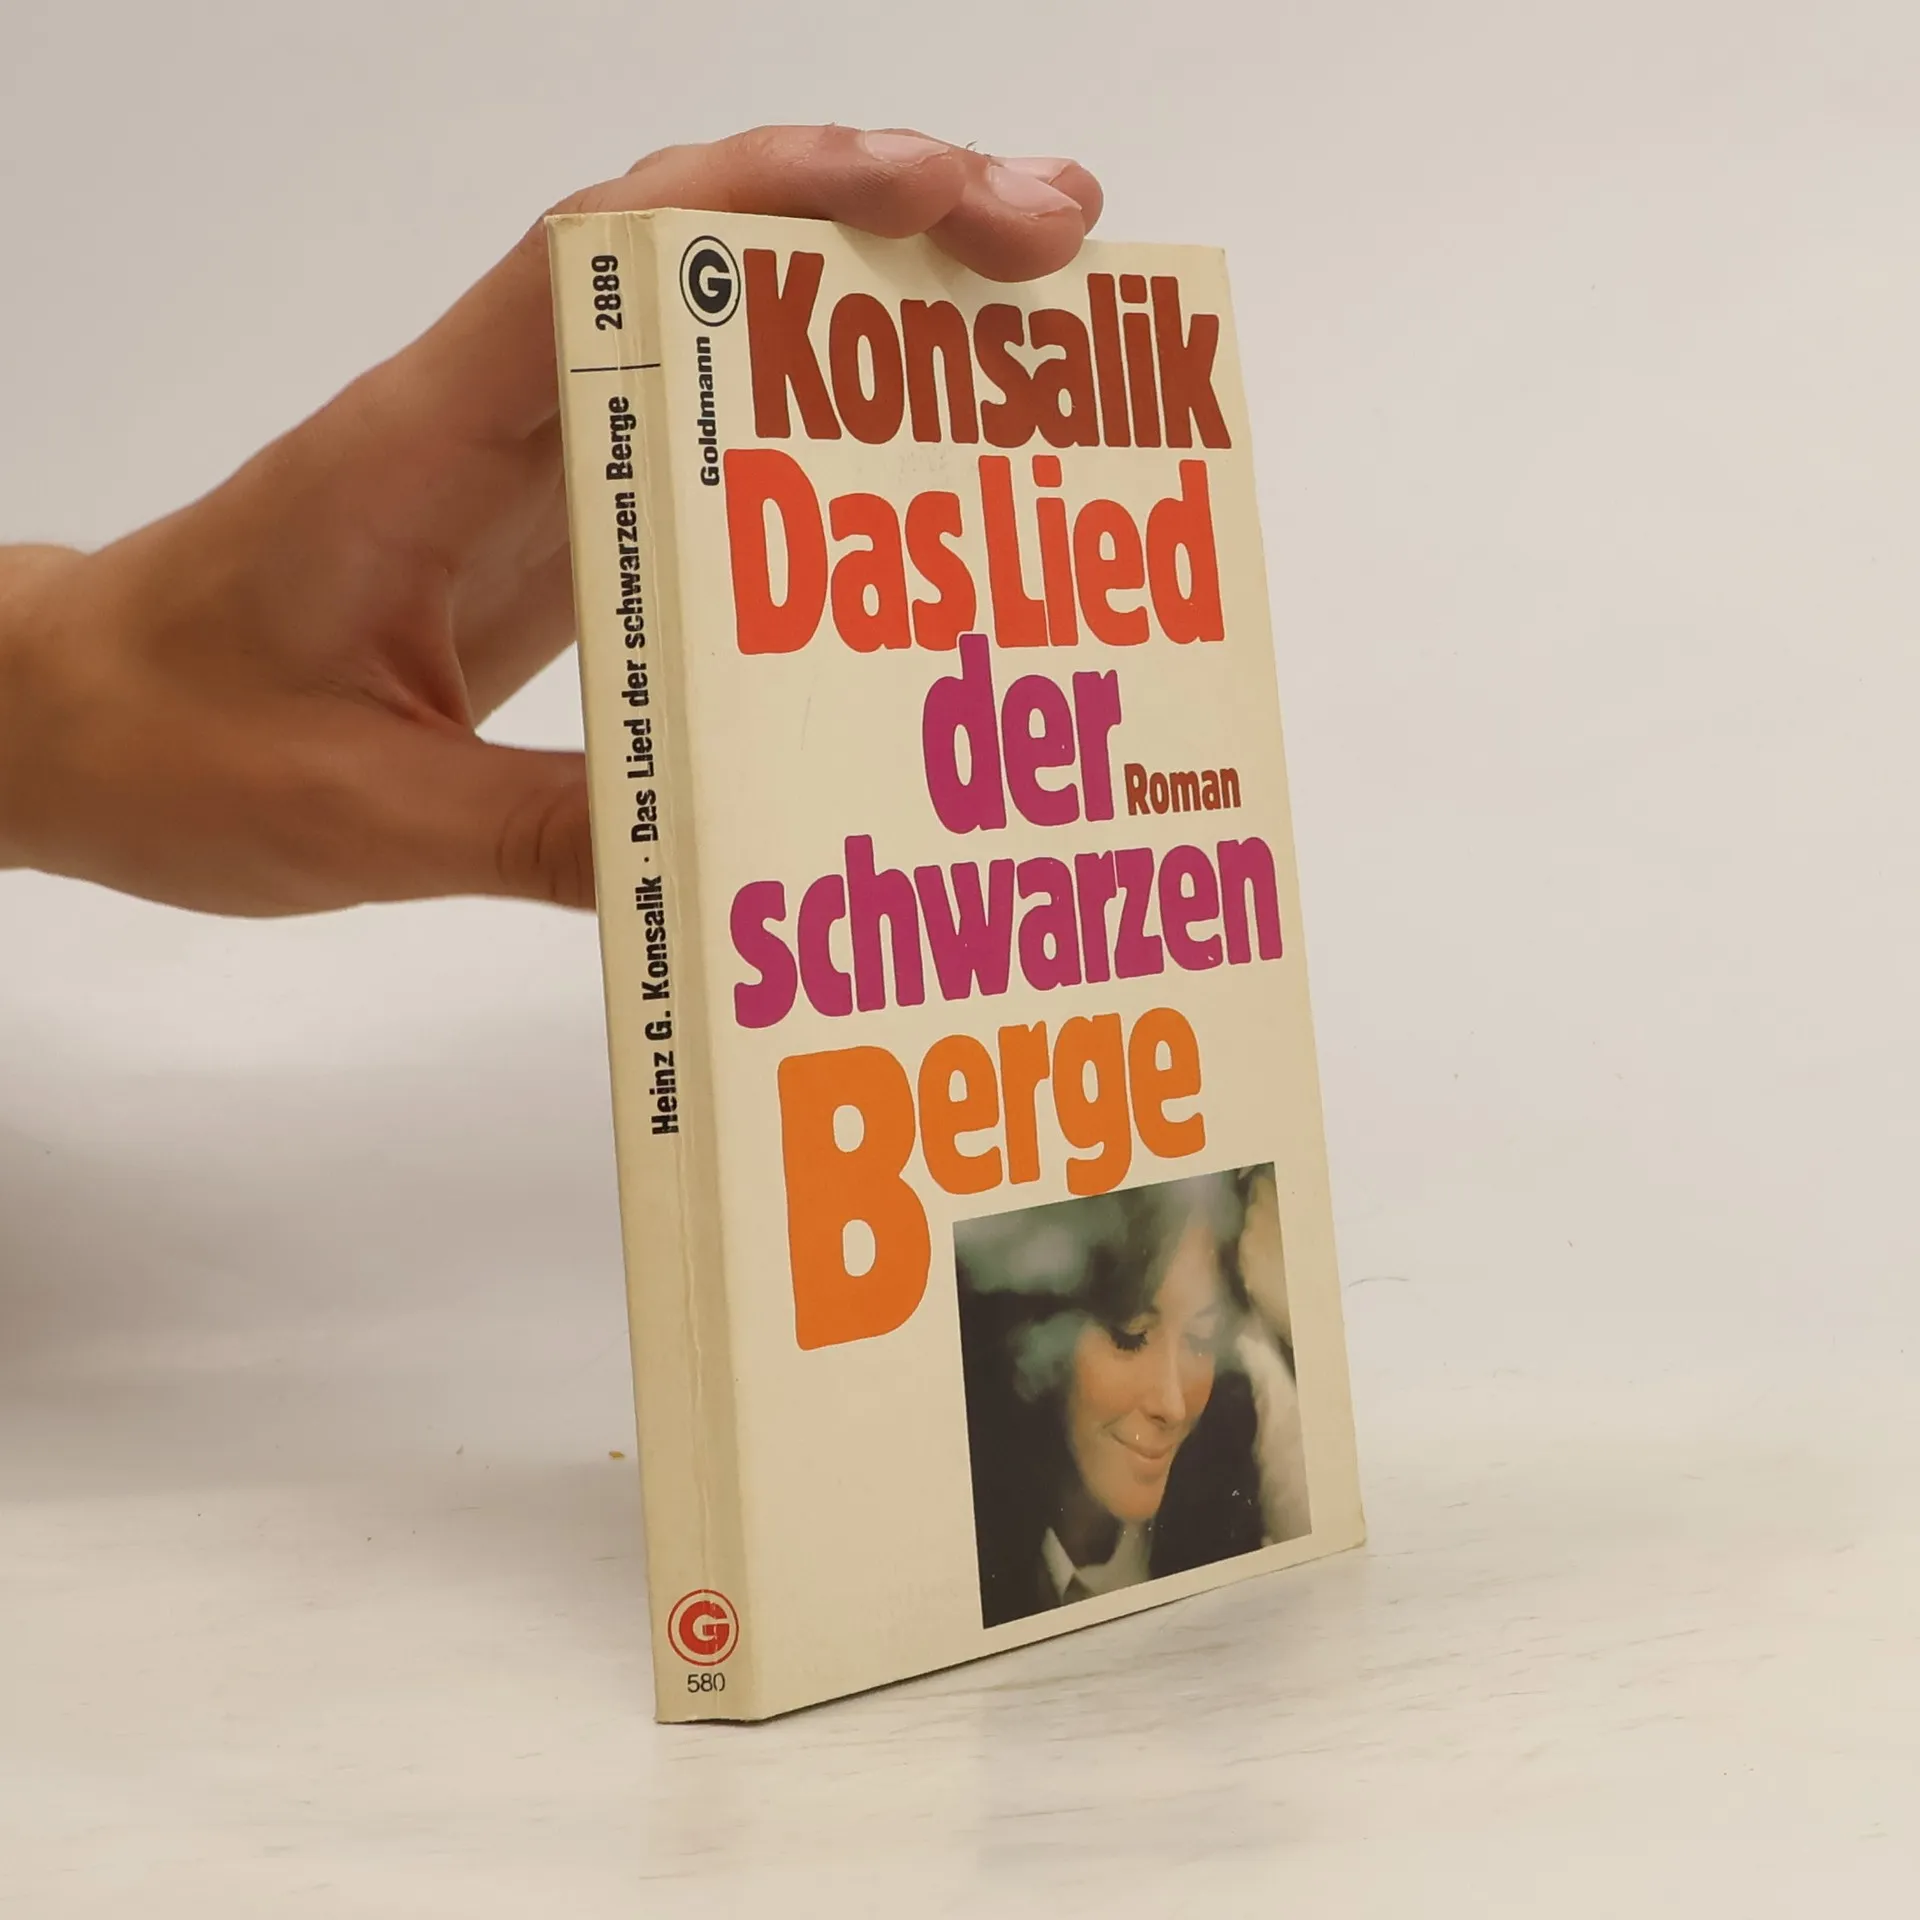 2889
Heinz G. Konsalik · Das Lied der schwarzen Berge
G
580
G
Goldmann
Konsalik
Das Lied
der
Roman
schwarzen
Berge